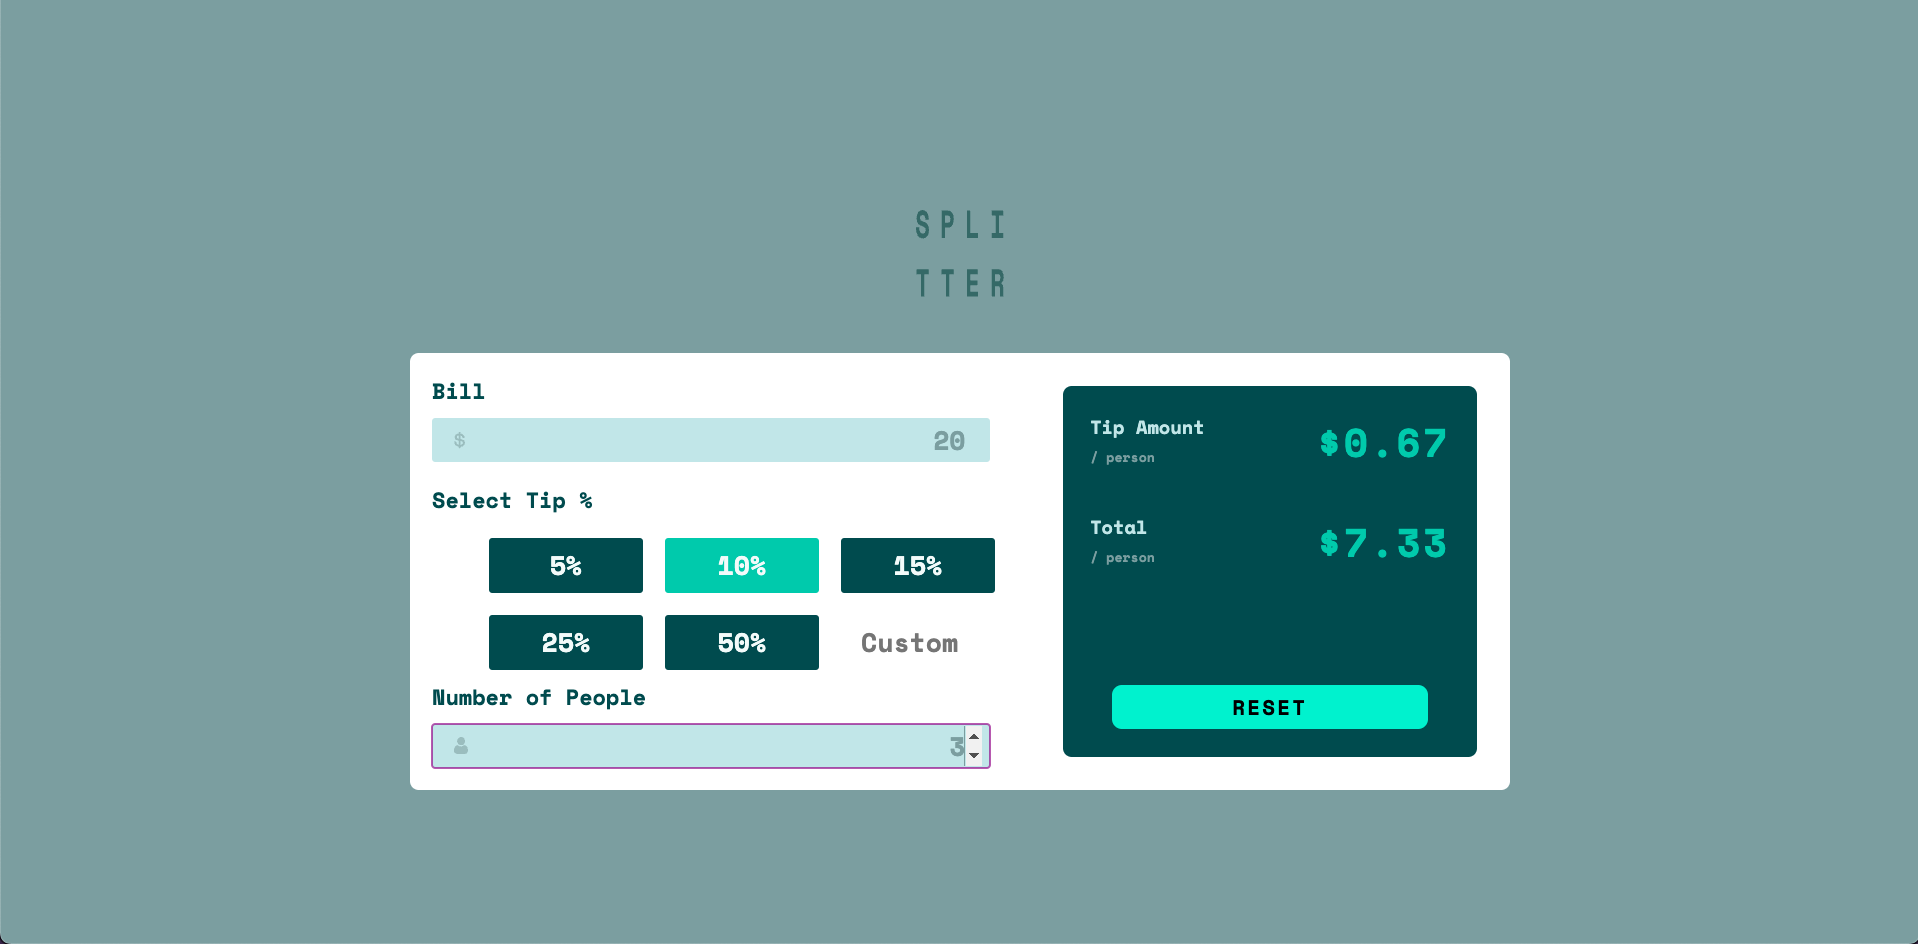 SPLI
TTER
Bill
$ 20
Select Tip %
5% 10% 15%
25% 50% Custom
Number of People
3
Tip Amount
/ person
$0.67
Total
/ person
$7.33
RESET